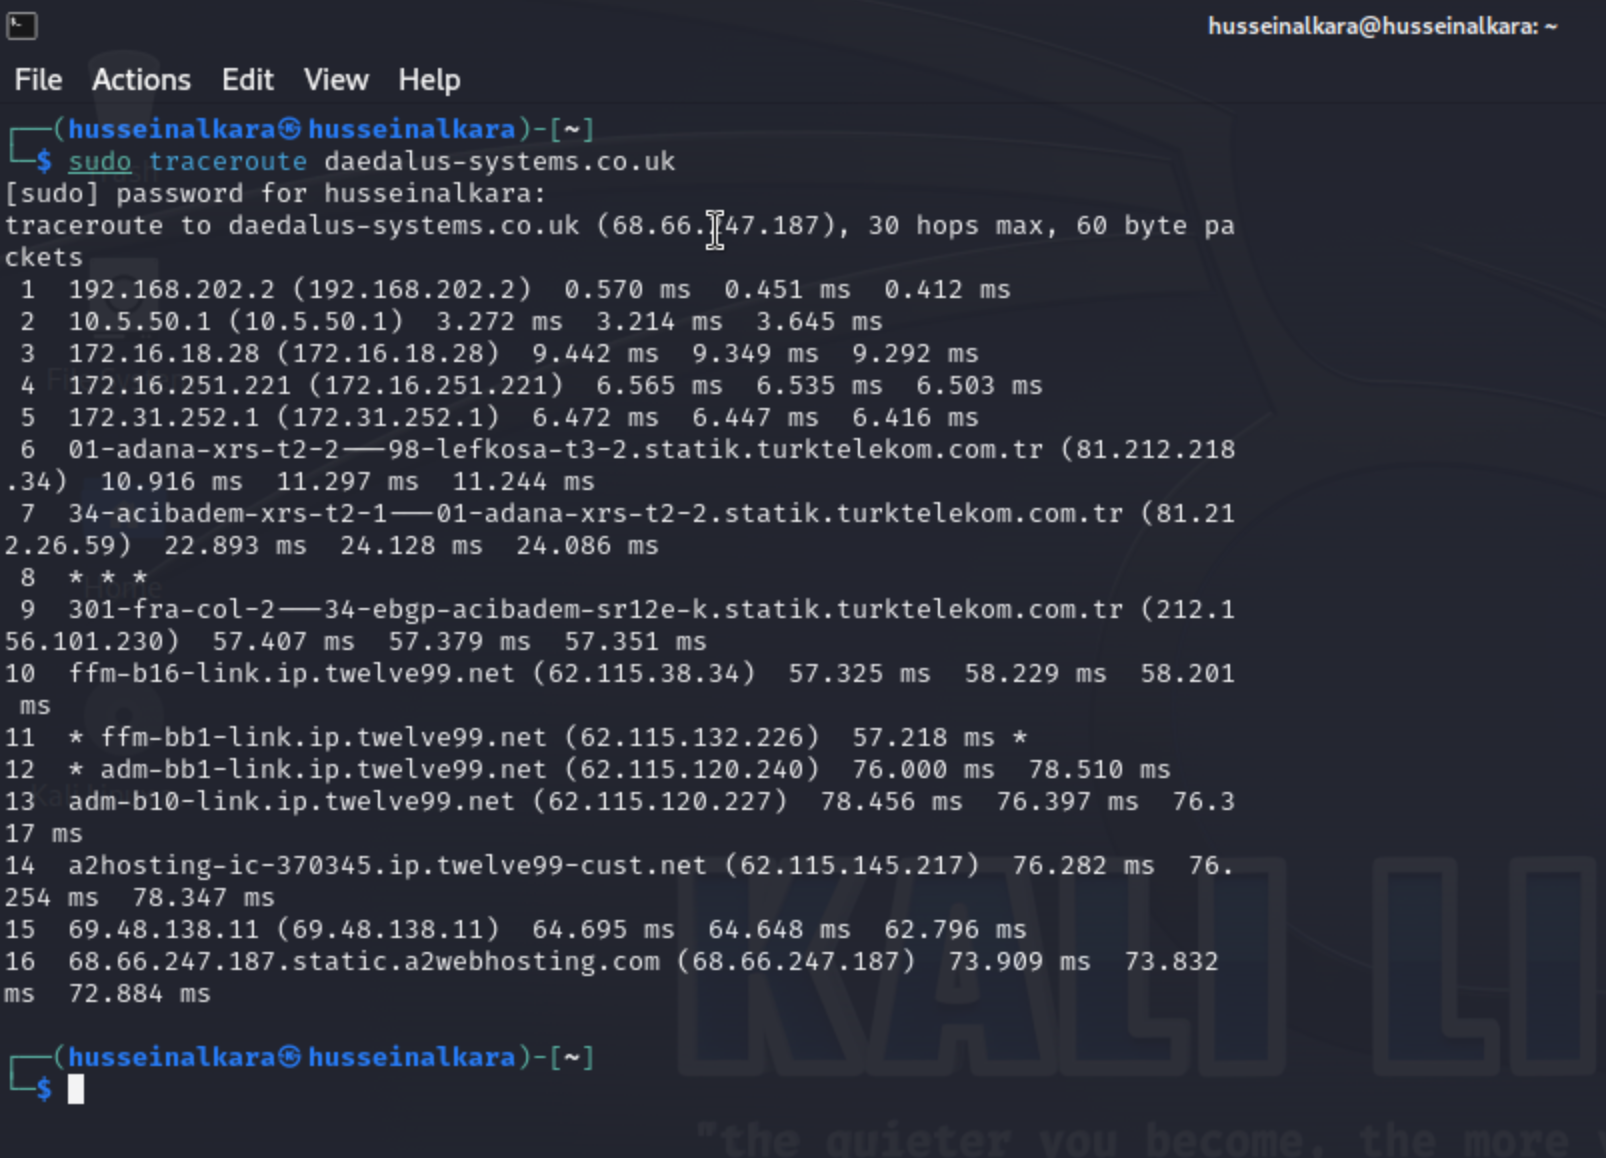 husseinalkara@husseinalkara: ~
File Actions Edit View Help
┌──(husseinalkara㉿husseinalkara)-[~]
└─$ sudo traceroute daedalus-systems.co.uk
[sudo] password for husseinalkara:
traceroute to daedalus-systems.co.uk (68.66.247.187), 30 hops max, 60 byte pa
ckets
 1  192.168.202.2 (192.168.202.2)  0.570 ms  0.451 ms  0.412 ms
 2  10.5.50.1 (10.5.50.1)  3.272 ms  3.214 ms  3.645 ms
 3  172.16.18.28 (172.16.18.28)  9.442 ms  9.349 ms  9.292 ms
 4  172.16.251.221 (172.16.251.221)  6.565 ms  6.535 ms  6.503 ms
 5  172.31.252.1 (172.31.252.1)  6.472 ms  6.447 ms  6.416 ms
 6  01-adana-xrs-t2-2---98-lefkosa-t3-2.statik.turktelekom.com.tr (81.212.218
.34)  10.916 ms  11.297 ms  11.244 ms
 7  34-acibadem-xrs-t2-1---01-adana-xrs-t2-2.statik.turktelekom.com.tr (81.21
2.26.59)  22.893 ms  24.128 ms  24.086 ms
 8  * * *
 9  301-fra-col-2---34-ebgp-acibadem-sr12e-k.statik.turktelekom.com.tr (212.1
56.101.230)  57.407 ms  57.379 ms  57.351 ms
10  ffm-b16-link.ip.twelve99.net (62.115.38.34)  57.325 ms  58.229 ms  58.201
 ms
11  * ffm-bb1-link.ip.twelve99.net (62.115.132.226)  57.218 ms *
12  * adm-bb1-link.ip.twelve99.net (62.115.120.240)  76.000 ms  78.510 ms
13  adm-b10-link.ip.twelve99.net (62.115.120.227)  78.456 ms  76.397 ms  76.3
17 ms
14  a2hosting-ic-370345.ip.twelve99-cust.net (62.115.145.217)  76.282 ms  76.
254 ms  78.347 ms
15  69.48.138.11 (69.48.138.11)  64.695 ms  64.648 ms  62.796 ms
16  68.66.247.187.static.a2webhosting.com (68.66.247.187)  73.909 ms  73.832
ms  72.884 ms
┌──(husseinalkara㉿husseinalkara)-[~]
└─$
Home
KALI LI
"the quieter you become, the more